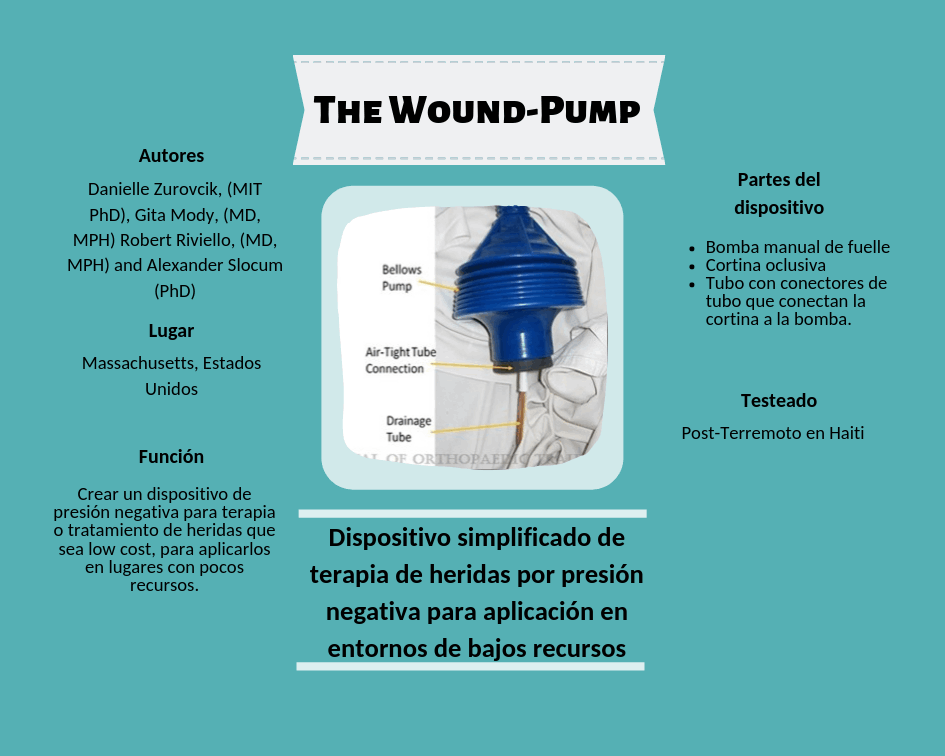 The Wound-Pump
Autores
Danielle Zurovcik, (MIT
PhD), Gita Mody, (MD,
MPH) Robert Riviello, (MD,
MPH) and Alexander Slocum
(PhD)
Lugar
Massachusetts, Estados
Unidos
Función
Crear un dispositivo de
presión negativa para terapia
o tratamiento de heridas que
sea low cost, para aplicarlos
en lugares con pocos
recursos.
Bellows
Pump
Air-Tight Tube
Connection
Drainage
Tube
OF ORTHOPAEDIC
Dispositivo simplificado de
terapia de heridas por presión
negativa para aplicación en
entornos de bajos recursos
Partes del
dispositivo
• Bomba manual de fuelle
• Cortina oclusiva
• Tubo con conectores de
tubo que conectan la
cortina a la bomba.
Testeado
Post-Terremoto en Haiti